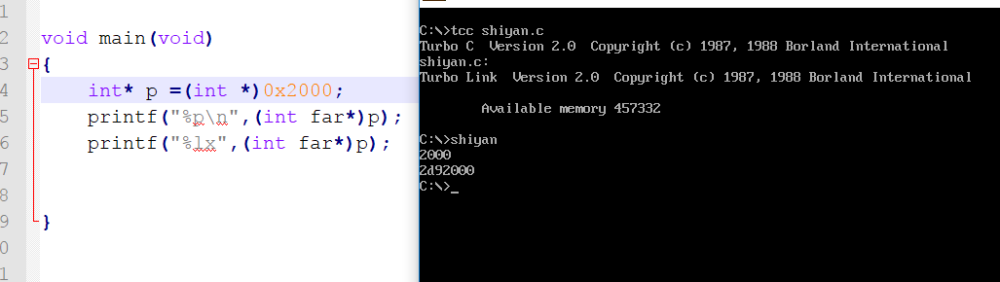 1
2 void main(void)
3 {
4 int* p =(int *)0x2000;
5 printf("%p\n",(int far*)p);
6 printf("%lx",(int far*)p);
7
8
9 }
0
1
C:\>tcc shiyan.c
Turbo C  Version 2.0  Copyright (c) 1987, 1988 Borland International
shiyan.c:
Turbo Link  Version 2.0  Copyright (c) 1987, 1988 Borland International
Available memory 457332
C:\>shiyan
2000
2d92000
C:\>_